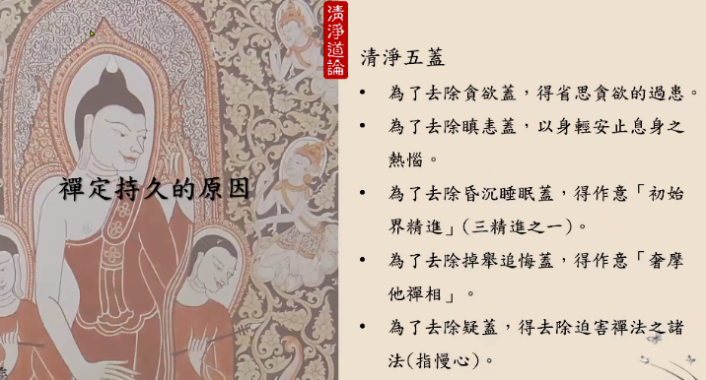 禪定持久的原因
清淨道論
清淨五蓋
• 為了去除貪欲蓋，得省思貪欲的過患。
• 為了去除瞋恚蓋，以身輕安止息身之
熱惱。
• 為了去除昏沉睡眠蓋，得作意「初始
界精進」(三精進之一)。
• 為了去除掉舉追悔蓋，得作意「奢摩
他禪相」。
• 為了去除疑蓋，得去除迫害禪法之諸
法(指慢心)。